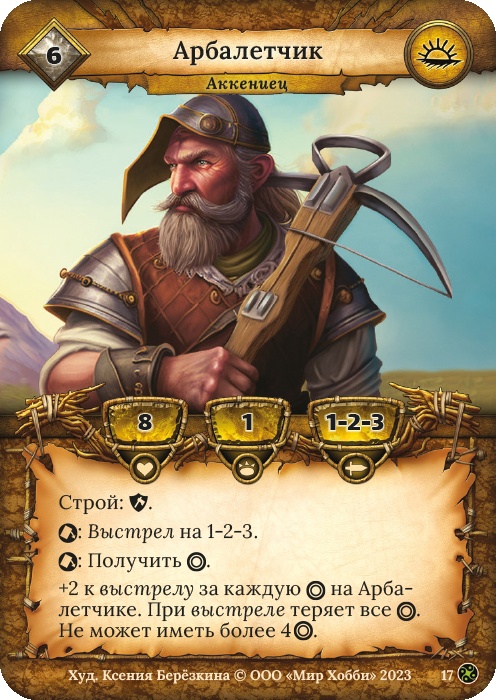 6
Арбалетчик
Аккениец
8
1
1-2-3
Строй: .
: Выстрел на 1-2-3.
: Получить .
+2 к выстрелу за каждую на Арба-
летчике. При выстреле теряет все .
Не может иметь более 4 .
Худ. Ксения Берёзкина © ООО «Мир Хобби» 2023
17